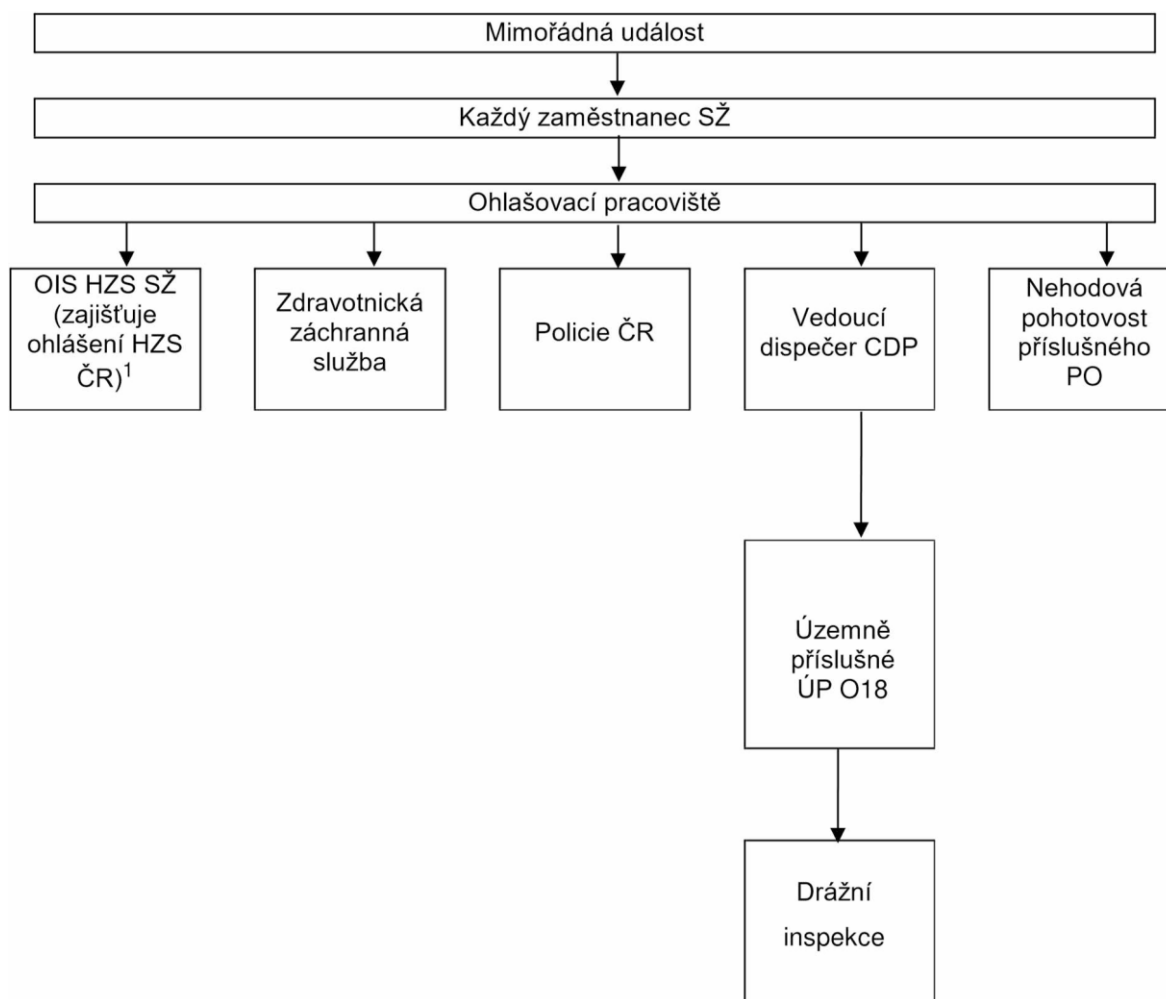 Mimořádná událost
Každý zaměstnanec SŽ
Ohlašovací pracoviště
OIS HZS SŽ
(zajišťuje
ohlášení HZS
ČR)1
Zdravotnická
záchranná
služba
Policie ČR
Vedoucí
dispečer CDP
Nehodová
pohotovost
příslušného
PO
Územně
příslušné
ÚP O18
Drážní
inspekce